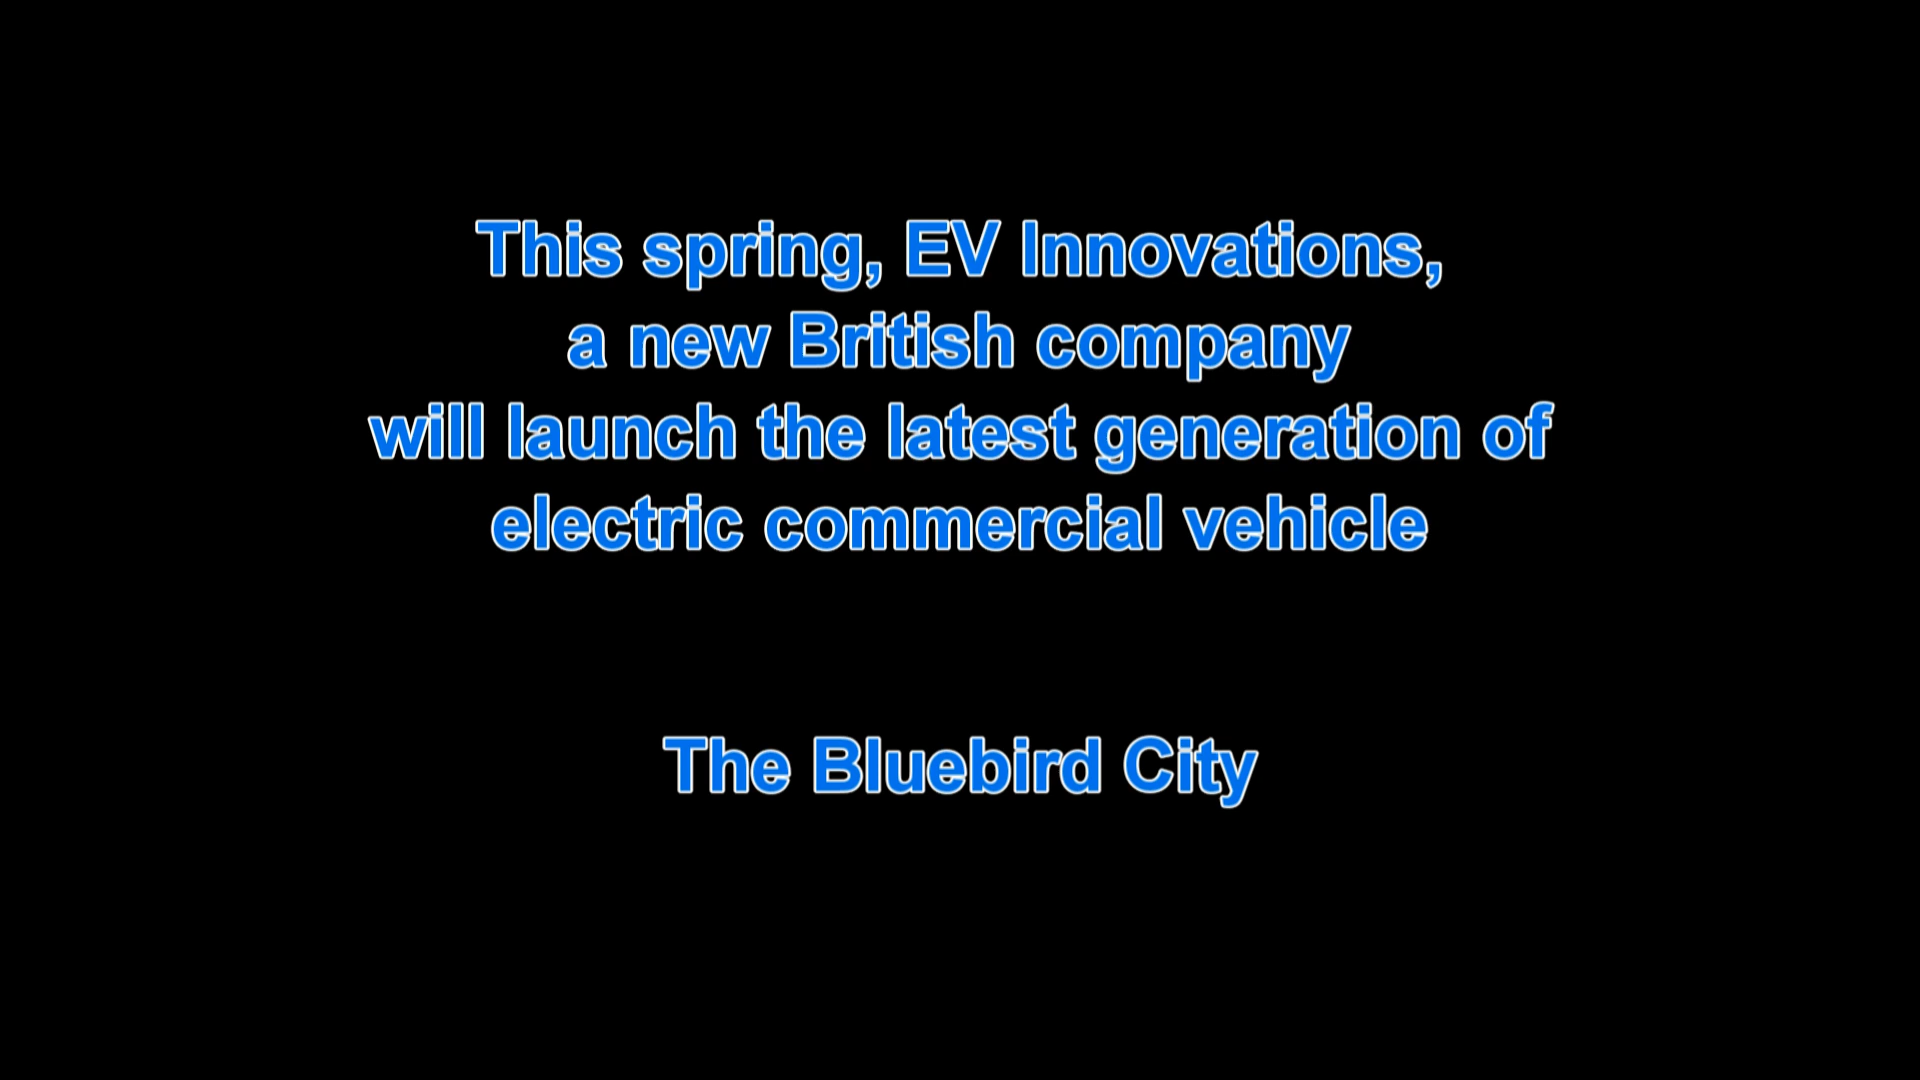 This spring, EV Innovations,
a new British company
will launch the latest generation of
electric commercial vehicle
The Bluebird City